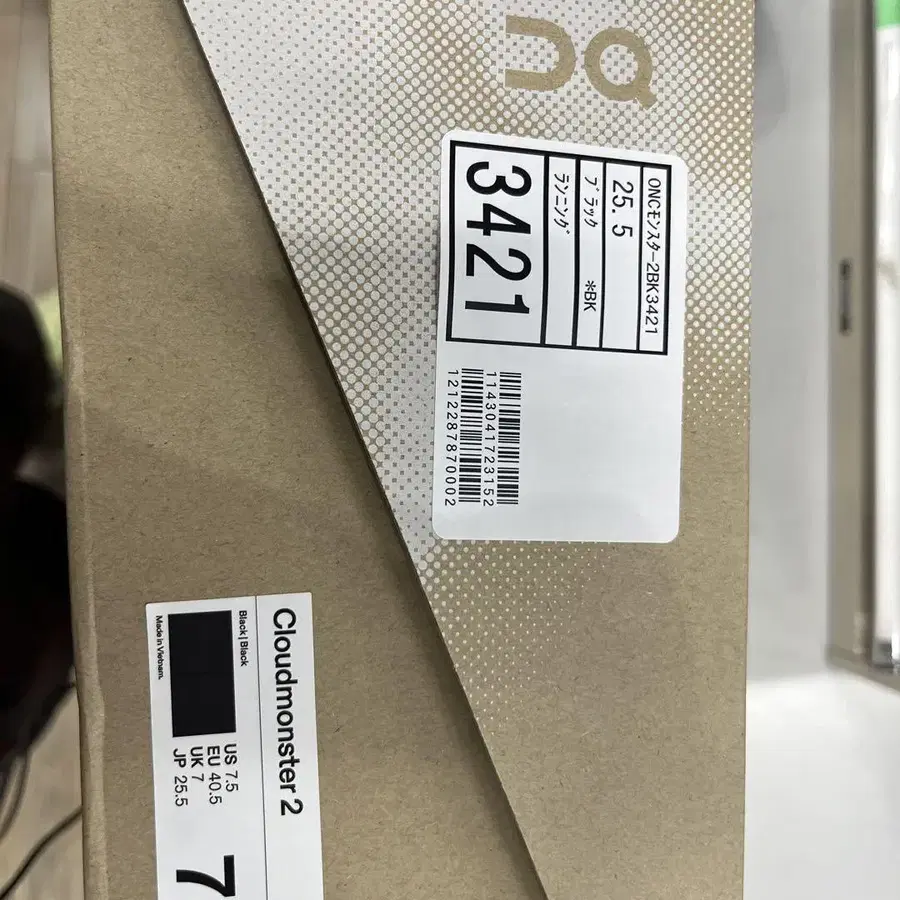 ONCモンスター2BK3421
25.5
ブラック *BK
ランニング
3421
1143041723152
1212287870002
Cloudmonster 2
Black | Black
Made in Vietnam.
US 7.5
EU 40.5
UK 7
JP 25.5
7